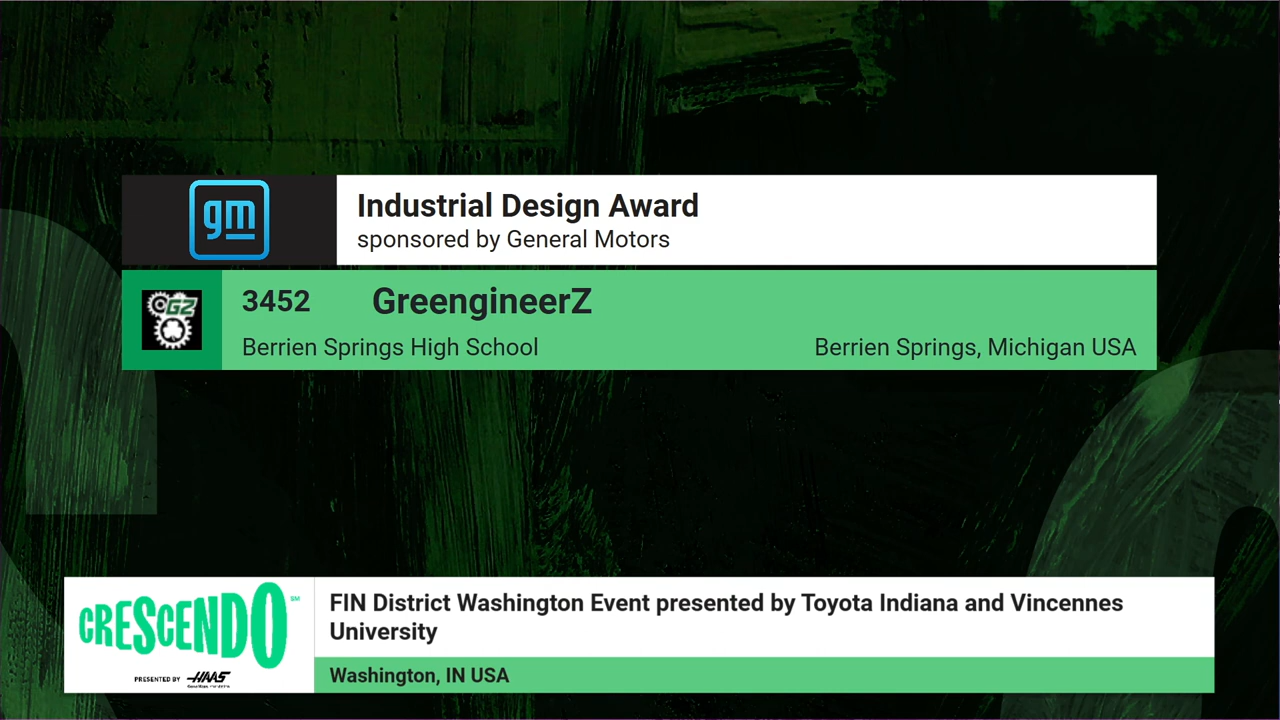 gm
Industrial Design Award
sponsored by General Motors
GZ
3452 GreengineerZ
Berrien Springs High School Berrien Springs, Michigan USA
CRESCENDO SM
PRESENTED BY HAAS
FIN District Washington Event presented by Toyota Indiana and Vincennes
University
Washington, IN USA